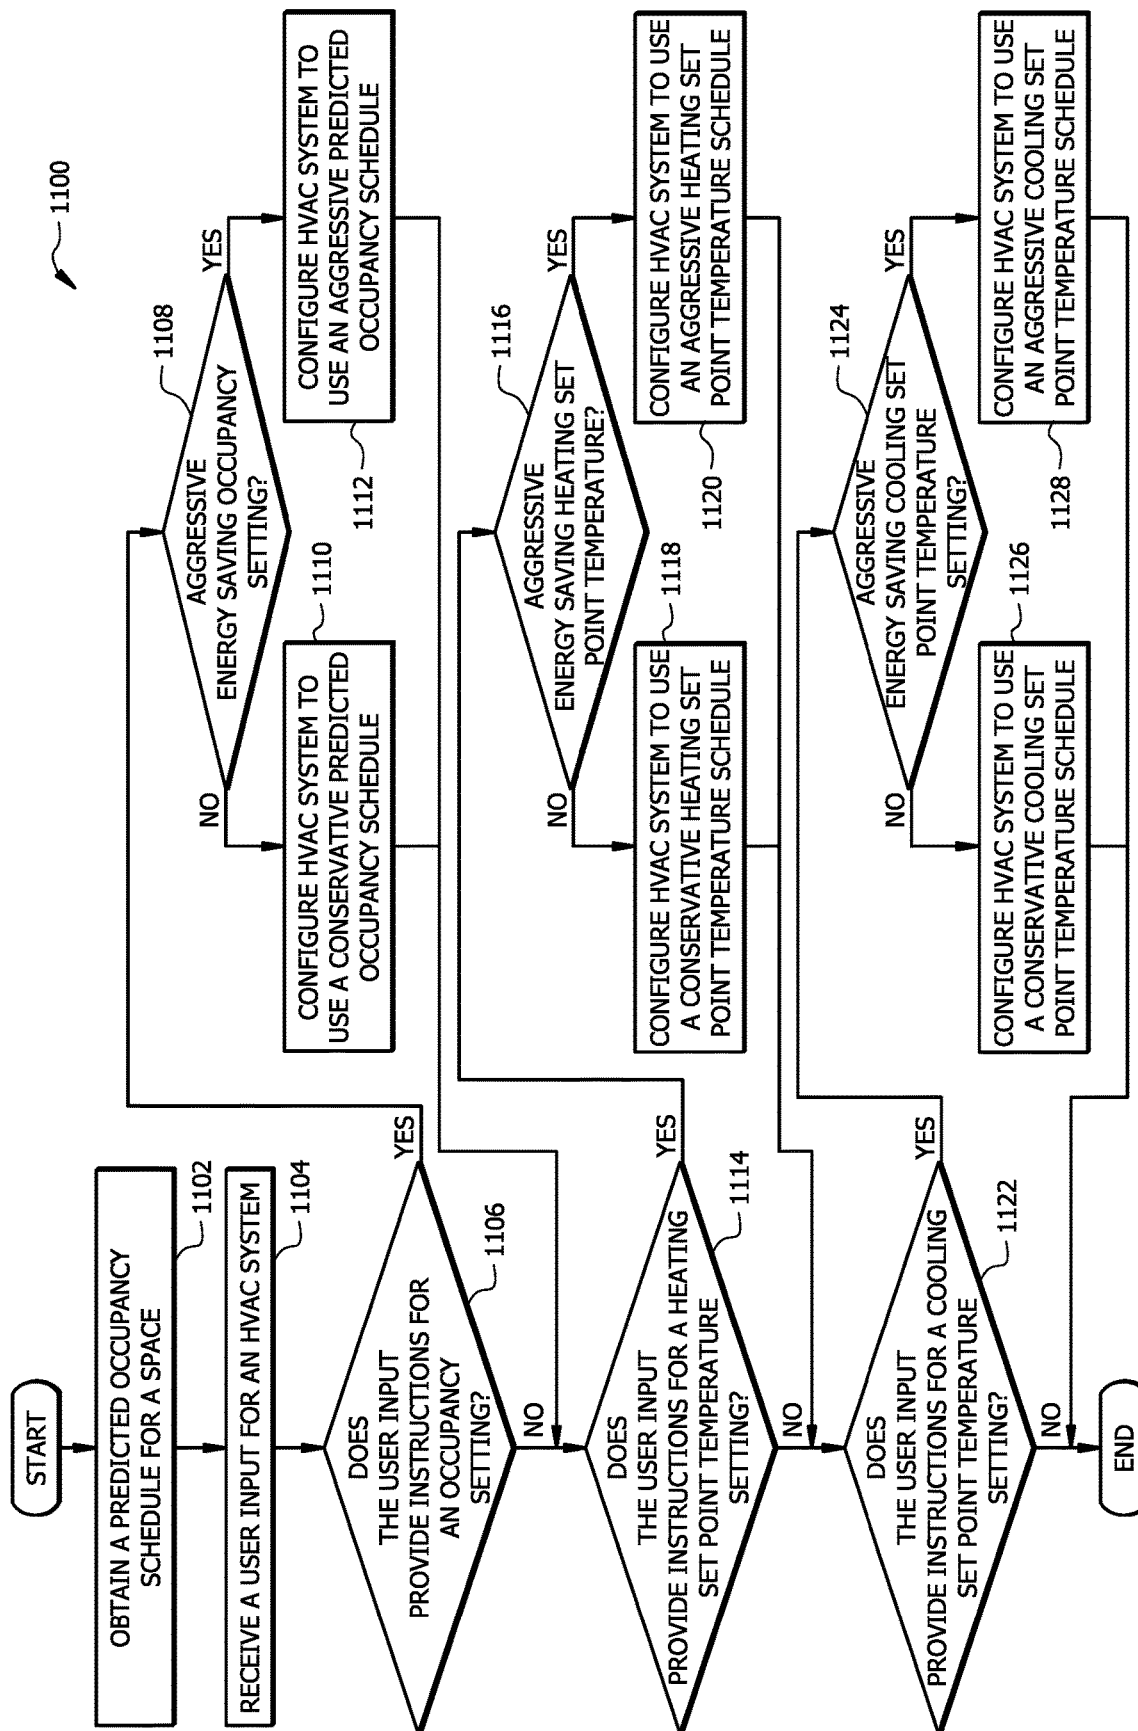 1100
START
OBTAIN A PREDICTED OCCUPANCY
SCHEDULE FOR A SPACE
1102
RECEIVE A USER INPUT FOR AN HVAC SYSTEM
1104
DOES
THE USER INPUT
PROVIDE INSTRUCTIONS FOR
AN OCCUPANCY
SETTING?
1106
YES
NO
AGGRESSIVE
ENERGY SAVING OCCUPANCY
SETTING?
1108
NO
YES
CONFIGURE HVAC SYSTEM TO
USE A CONSERVATIVE PREDICTED
OCCUPANCY SCHEDULE
1110
CONFIGURE HVAC SYSTEM TO
USE AN AGGRESSIVE PREDICTED
OCCUPANCY SCHEDULE
1112
DOES
THE USER INPUT
PROVIDE INSTRUCTIONS FOR A HEATING
SET POINT TEMPERATURE
SETTING?
1114
YES
NO
AGGRESSIVE
ENERGY SAVING HEATING SET
POINT TEMPERATURE?
1116
NO
YES
CONFIGURE HVAC SYSTEM TO USE
A CONSERVATIVE HEATING SET
POINT TEMPERATURE SCHEDULE
1118
CONFIGURE HVAC SYSTEM TO USE
AN AGGRESSIVE HEATING SET
POINT TEMPERATURE SCHEDULE
1120
DOES
THE USER INPUT
PROVIDE INSTRUCTIONS FOR A COOLING
SET POINT TEMPERATURE
SETTING?
1122
YES
NO
AGGRESSIVE
ENERGY SAVING COOLING SET
POINT TEMPERATURE
SETTING?
1124
NO
YES
CONFIGURE HVAC SYSTEM TO USE
A CONSERVATIVE COOLING SET
POINT TEMPERATURE SCHEDULE
1126
CONFIGURE HVAC SYSTEM TO USE
AN AGGRESSIVE COOLING SET
POINT TEMPERATURE SCHEDULE
1128
END